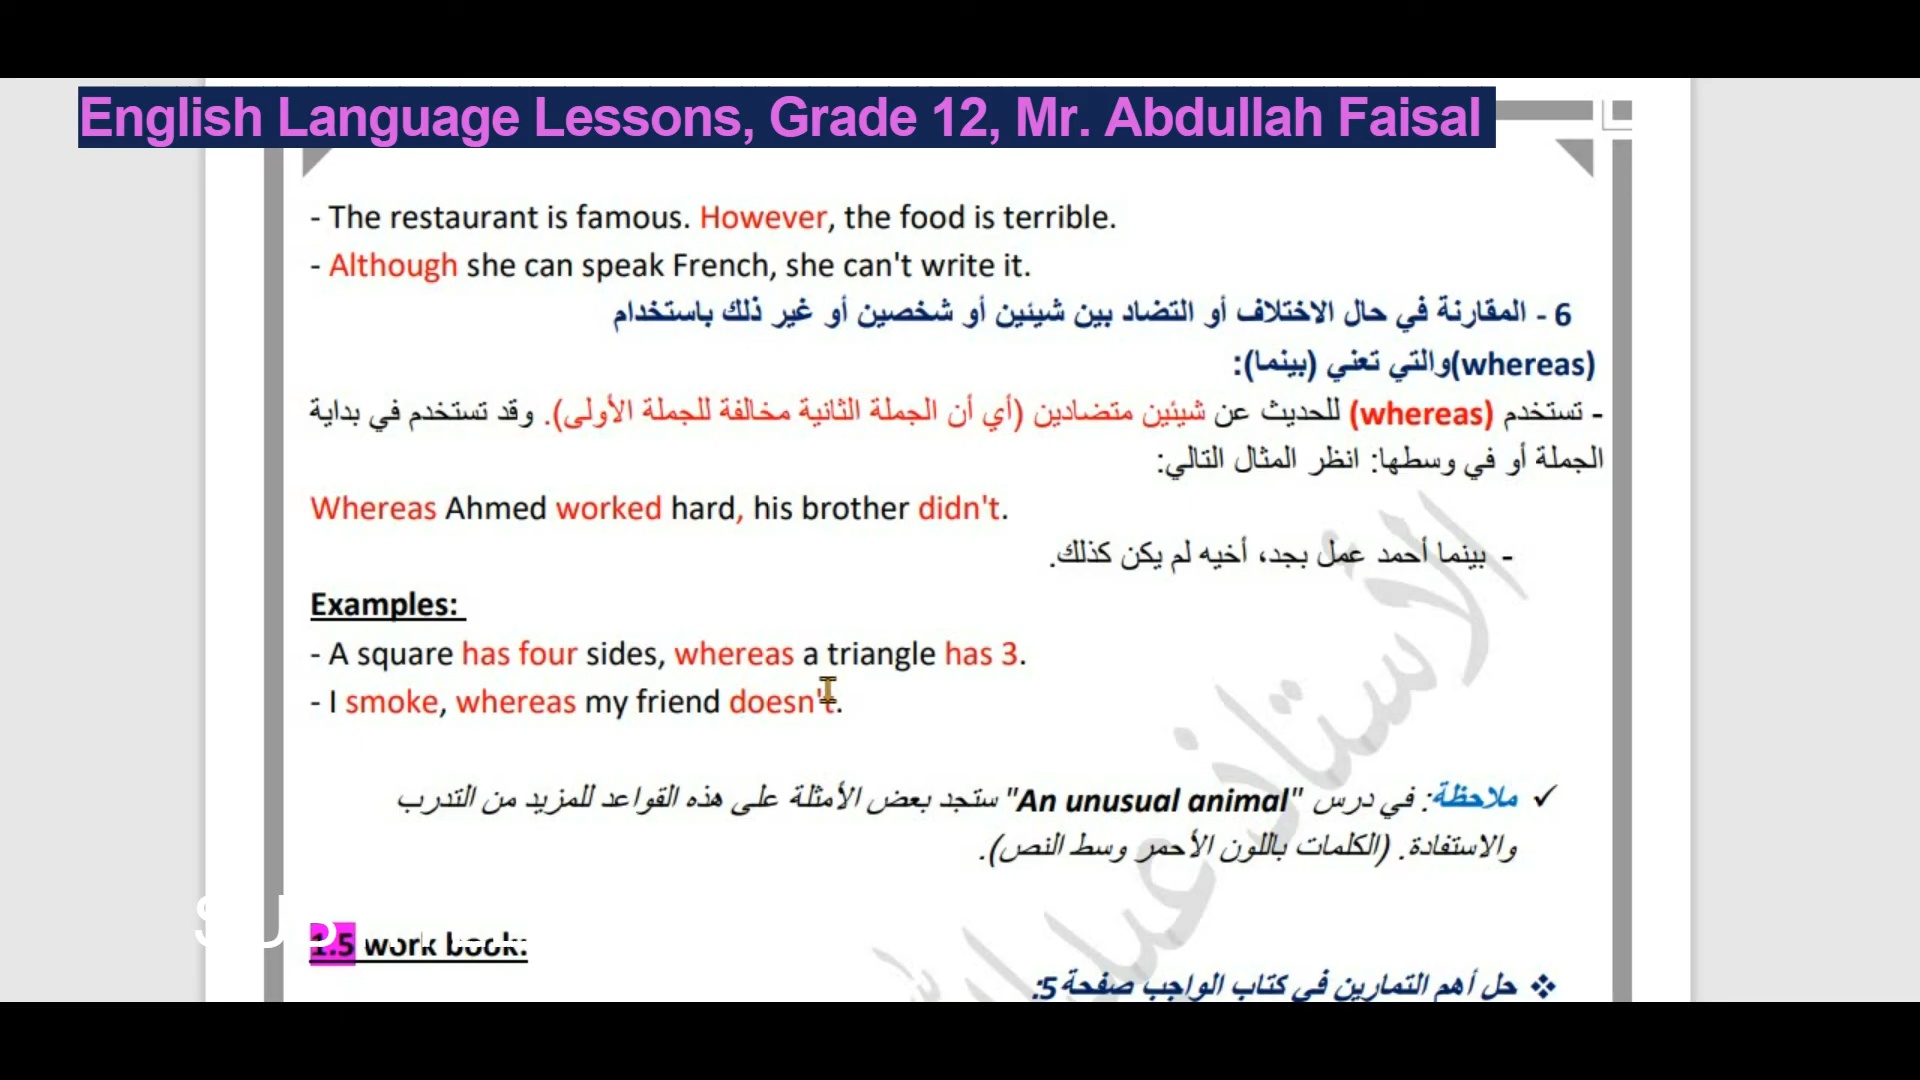 English Language Lessons, Grade 12, Mr. Abdullah Faisal
- The restaurant is famous. However, the food is terrible.
- Although she can speak French, she can't write it.
6 - المقارنة في حال الاختلاف أو التضاد بين شيئين أو شخصين أو غير ذلك باستخدام
(whereas)والتي تعني (بينما):
- تستخدم (whereas) للحديث عن شيئين متضادين (أي أن الجملة الثانية مخالفة للجملة الأولى). وقد تستخدم في بداية
الجملة أو في وسطها: انظر المثال التالي:
Whereas Ahmed worked hard, his brother didn't.
- بينما أحمد عمل بجد، أخيه لم يكن كذلك.
Examples:
- A square has four sides, whereas a triangle has 3.
- I smoke, whereas my friend doesn't.
✓ ملاحظة: في درس "An unusual animal" ستجد بعض الأمثلة على هذه القواعد للمزيد من التدرب
والاستفادة. (الكلمات باللون الأحمر وسط النص).
1.5 work book:
❖ حل أهم التمارين في كتاب الواجب صفحة 5:
الأستاذ عبدالله